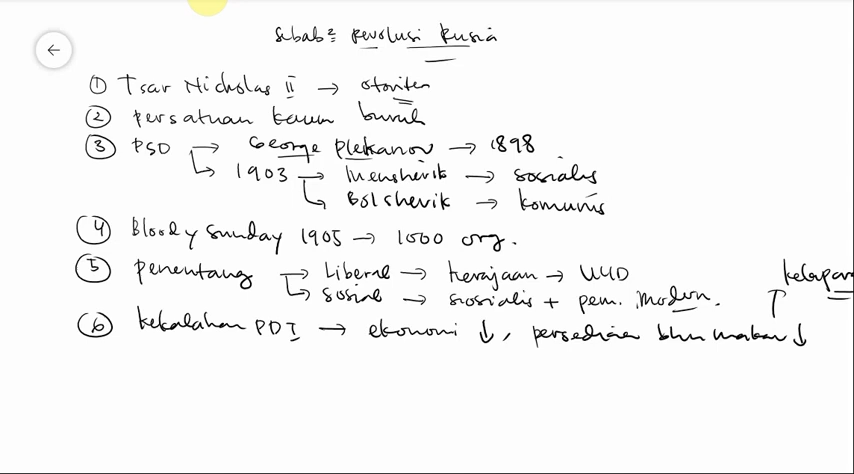 Sebab² Revolusi Rusia
① Tsar Nicholas II → otoriter
② persatuan kaum buruh
③ PSD → George Plekanov → 1898
↳ 1903 → Menshevik → sosialis
↳ Bolshevik → komunis
④ Bloody Sunday 1905 → 1000 org.
⑤ penentang → Liberal → kerajaan → UUD
↳ sosial → sosialis + pem. modern.
kelapar
↑
⑥ kekalahan PDI → ekonomi ↓, persediaan bhn makan ↓